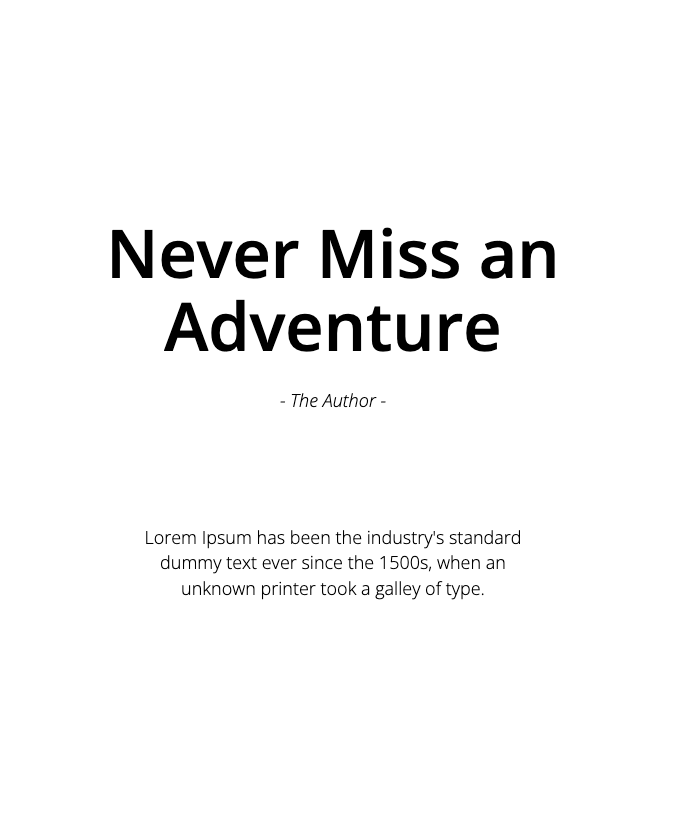 Never Miss an
Adventure
- The Author -
Lorem Ipsum has been the industry's standard
dummy text ever since the 1500s, when an
unknown printer took a galley of type.